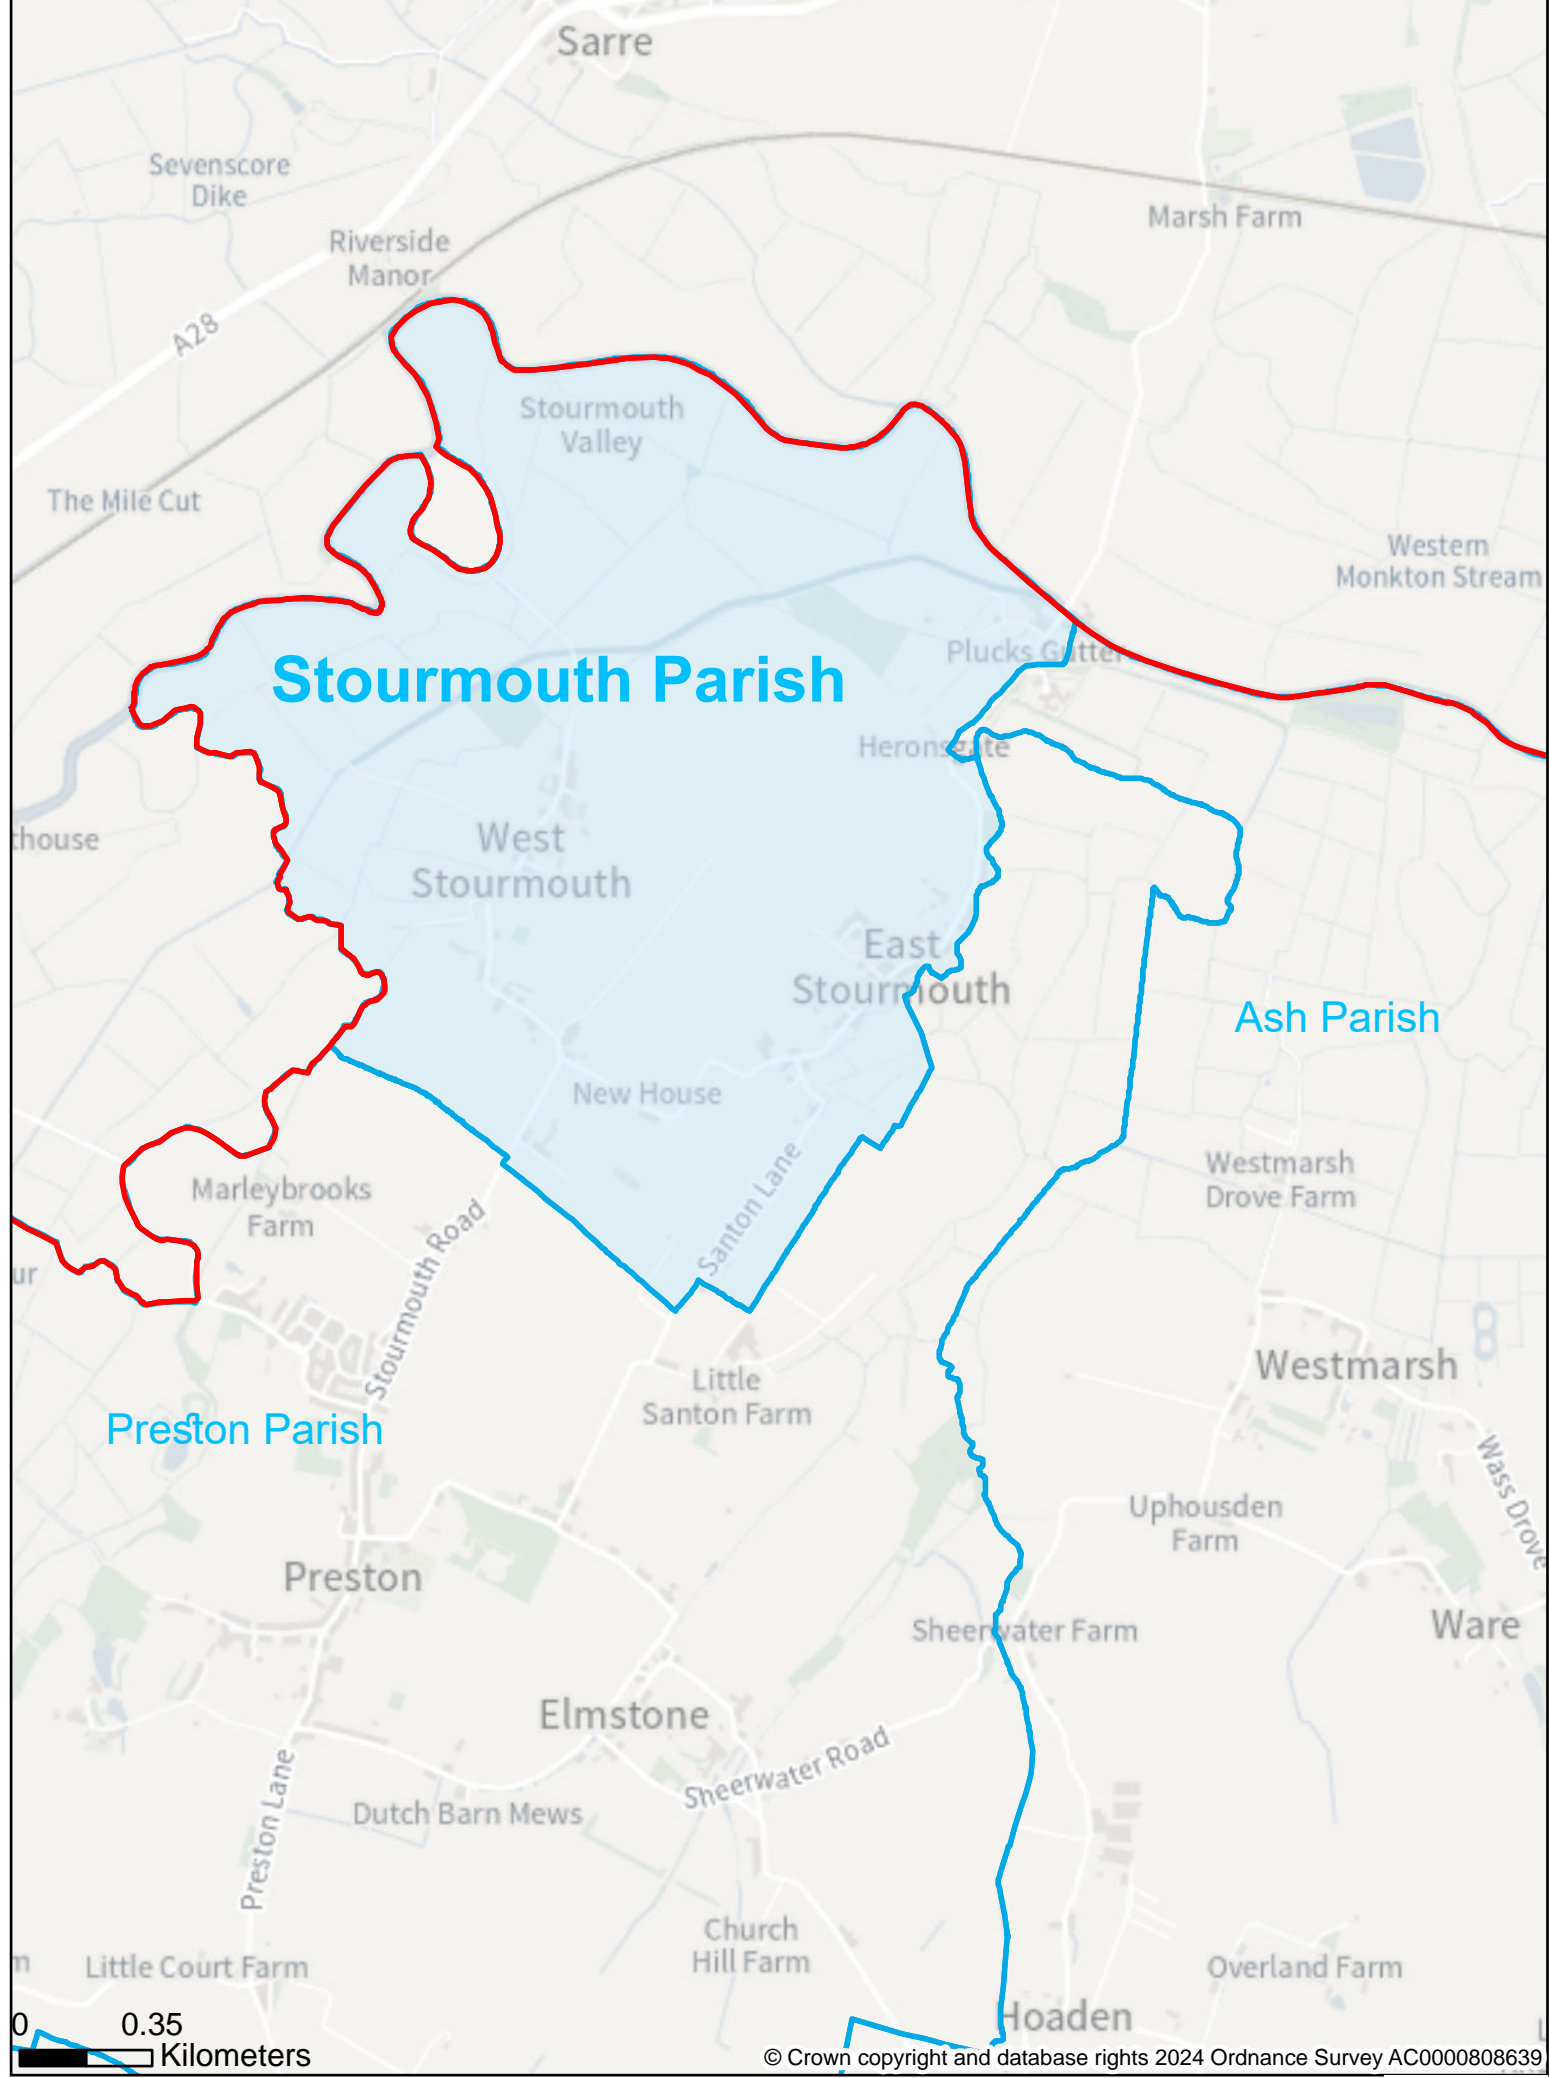 Sarre
Sevenscore
Dike
Riverside
Manor
Marsh Farm
A28
Stourmouth
Valley
The Mile Cut
Western
Monkton Stream
Plucks Gutter
Stourmouth Parish
Heronsgate
thouse
West
Stourmouth
East
Stourmouth
Ash Parish
New House
Santon Lane
Westmarsh
Drove Farm
Marleybrooks
Farm
Stourmouth Road
ur
Westmarsh
Little
Santon Farm
Preston Parish
Wass Drove
Uphousden
Farm
Preston
Sheerwater Farm
Ware
Elmstone
Sheerwater Road
Preston Lane
Dutch Barn Mews
Church
Hill Farm
m
Little Court Farm
Overland Farm
Hoaden
0 0.35
Kilometers
© Crown copyright and database rights 2024 Ordnance Survey AC0000808639